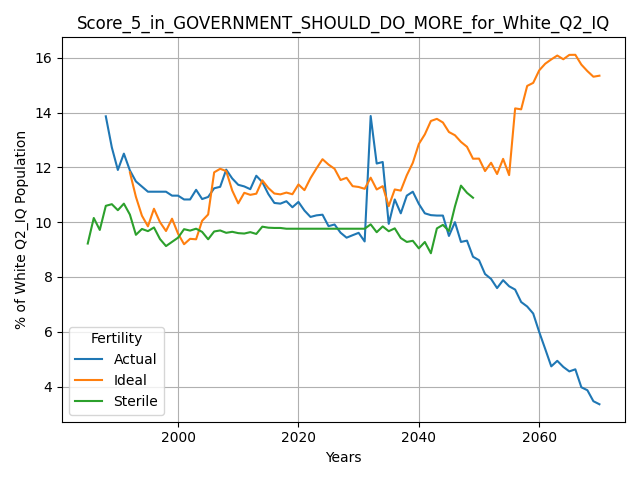 Score_5_in_GOVERNMENT_SHOULD_DO_MORE_for_White_Q2_IQ
% of White Q2_IQ Population
16
14
12
10
8
6
4
Fertility
Actual
Ideal
Sterile
2000
2020
2040
2060
Years